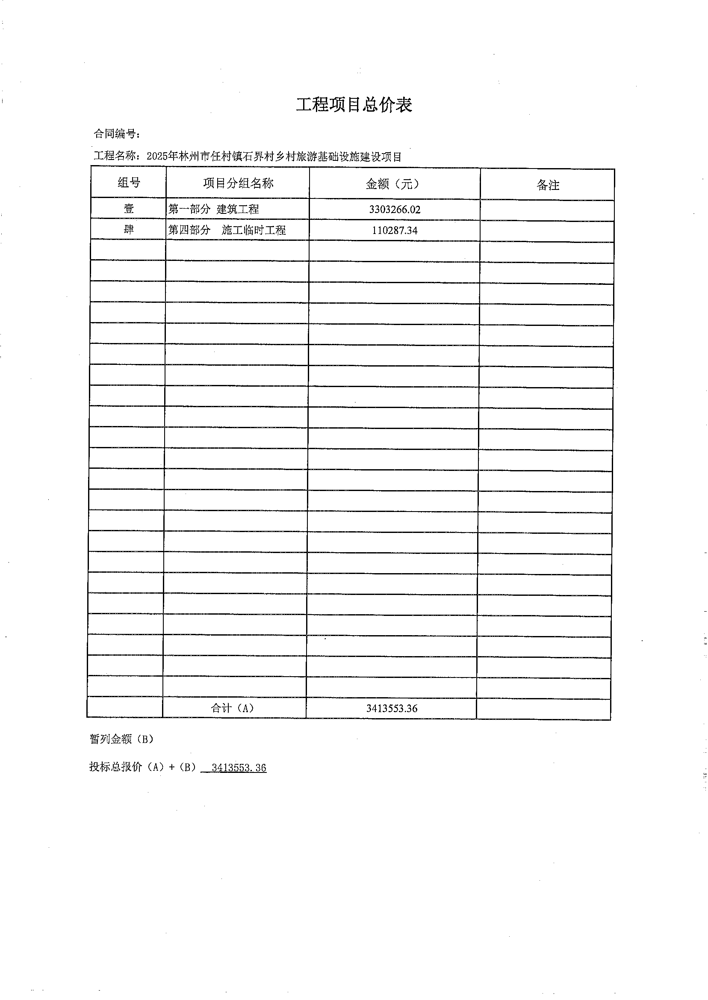 工程项目总价表
合同编号：
工程名称：2025年林州市任村镇石界村乡村旅游基础设施建设项目
组号 项目分组名称 金额（元） 备注
壹 第一部分 建筑工程 3303266.02
肆 第四部分 施工临时工程 110287.34
合计（A） 3413553.36
暂列金额（B）
投标总报价（A）+（B） 3413553.36